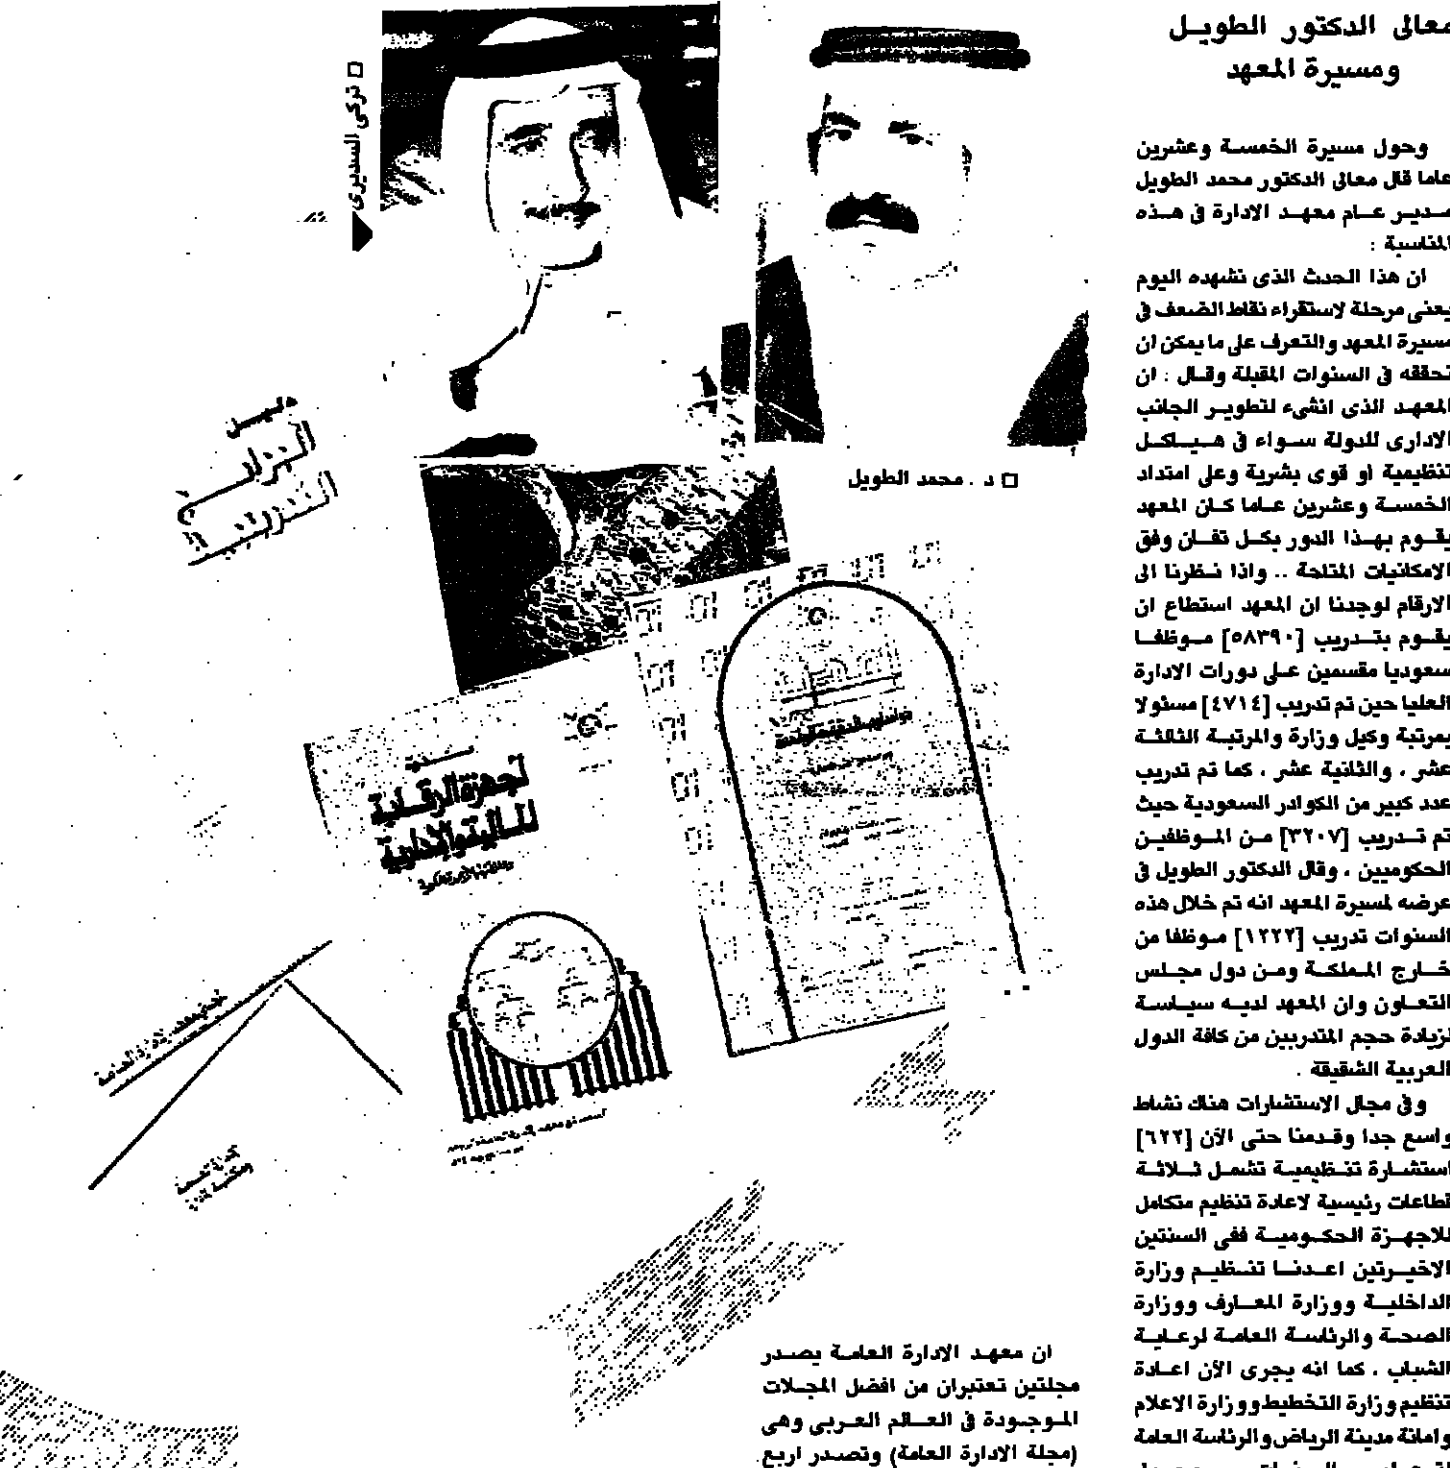 معالى الدكتور الطويل
ومسيرة المعهد
وحول مسيرة الخمسة وعشرين
عاما قال معالى الدكتور محمد الطويل
مدير عام معهد الادارة فى هذه
المناسبة :
ان هذا الحدث الذى نشهده اليوم
يعنى مرحلة لاستقراء نقاط الضعف فى
مسيرة المعهد والتعرف على ما يمكن ان
تحققه فى السنوات المقبلة وقال : ان
المعهد الذى انشىء لتطوير الجانب
الادارى للدولة سواء فى هياكل
تنظيمية او قوى بشرية وعلى امتداد
الخمسة وعشرين عاما كان المعهد
يقوم بهذا الدور بكل تفان وفق
الامكانيات المتاحة .. واذا نظرنا الى
الارقام لوجدنا ان المعهد استطاع ان
يقوم بتدريب [٥٨٣٩٠] موظفا
سعوديا مقسمين على دورات الادارة
العليا حين تم تدريب [٤٧١٤] مسئولا
بمرتبة وكيل وزارة والمرتبة الثالثة
عشر ، والثانية عشر ، كما تم تدريب
عدد كبير من الكوادر السعودية حيث
تم تدريب [٣٢٠٧] من الموظفين
الحكوميين ، وقال الدكتور الطويل فى
عرضه لمسيرة المعهد انه تم خلال هذه
السنوات تدريب [١٢٢٢] موظفا من
خارج المملكة ومن دول مجلس
التعاون وان المعهد لديه سياسة
لزيادة حجم المتدربين من كافة الدول
العربية الشقيقة .
وفى مجال الاستشارات هناك نشاط
واسع جدا وقدمنا حتى الآن [٦٢٢]
استشارة تنظيمية تشمل ثلاثة
قطاعات رئيسية لاعادة تنظيم متكامل
للاجهزة الحكومية ففى السنتين
الاخيرتين اعدنا تنظيم وزارة
الداخلية ووزارة المعارف ووزارة
الصحة والرئاسة العامة لرعاية
الشباب ، كما انه يجرى الآن اعادة
تنظيم وزارة التخطيط ووزارة الاعلام
وامانة مدينة الرياض والرئاسة العامة
□ تركى السديرى
□ د . محمد الطويل
دليل
البرامج
التدريبية
ندوة
أجهزة الرقابة
المالية والإدارية
ان معهد الادارة العامة يصدر
مجلتين تعتبران من افضل المجلات
الموجودة فى العالم العربى وهى
(مجلة الادارة العامة) وتصدر اربع